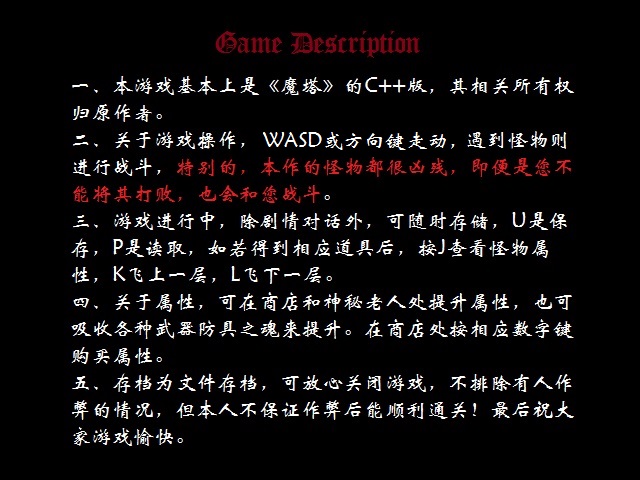 Game Description
一、本游戏基本上是《魔塔》的C++版，其相关所有权
归原作者。
二、关于游戏操作， WASD或方向键走动，遇到怪物则
进行战斗，特别的，本作的怪物都很凶残，即便是您不
能将其打败，也会和您战斗。
三、游戏进行中，除剧情对话外，可随时存储，U是保
存，P是读取，如若得到相应道具后，按J查看怪物属
性，K飞上一层，L飞下一层。
四、关于属性，可在商店和神秘老人处提升属性，也可
吸收各种武器防具之魂来提升。在商店处按相应数字键
购买属性。
五、存档为文件存档，可放心关闭游戏，不排除有人作
弊的情况，但本人不保证作弊后能顺利通关！最后祝大
家游戏愉快。